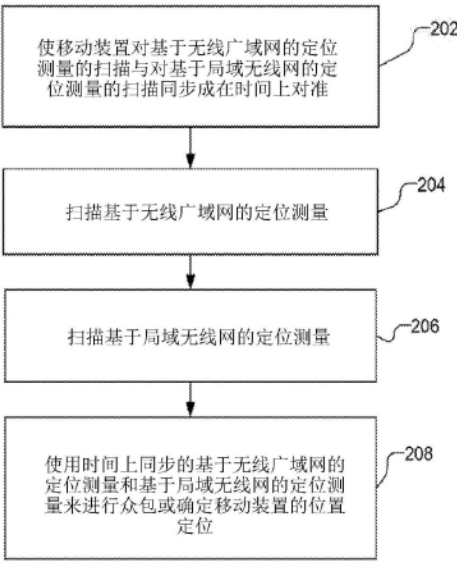 使移动装置对基于无线广域网的定位
测量的扫描与对基于局域无线网的定
位测量的扫描同步成在时间上对准
202
扫描基于无线广域网的定位测量
204
扫描基于局域无线网的定位测量
206
使用时间上同步的基于无线广域网的
定位测量和基于局域无线网的定位测
量来进行众包或确定移动装置的位置
定位
208